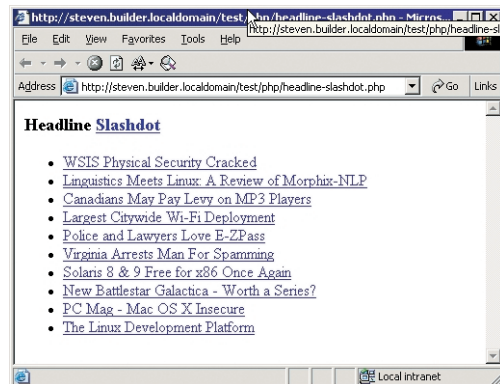 http://steven.builder.localdomain/test/php/headline-slashdot.php - Micros...
http://steven.builder.localdomain/test/php/headline-sl
File Edit View Favorites Tools Help
Address http://steven.builder.localdomain/test/php/headline-slashdot.php Go Links
Headline Slashdot
• WSIS Physical Security Cracked
• Linguistics Meets Linux: A Review of Morphix-NLP
• Canadians May Pay Levy on MP3 Players
• Largest Citywide Wi-Fi Deployment
• Police and Lawyers Love E-ZPass
• Virginia Arrests Man For Spamming
• Solaris 8 & 9 Free for x86 Once Again
• New Battlestar Galactica - Worth a Series?
• PC Mag - Mac OS X Insecure
• The Linux Development Platform
Local intranet